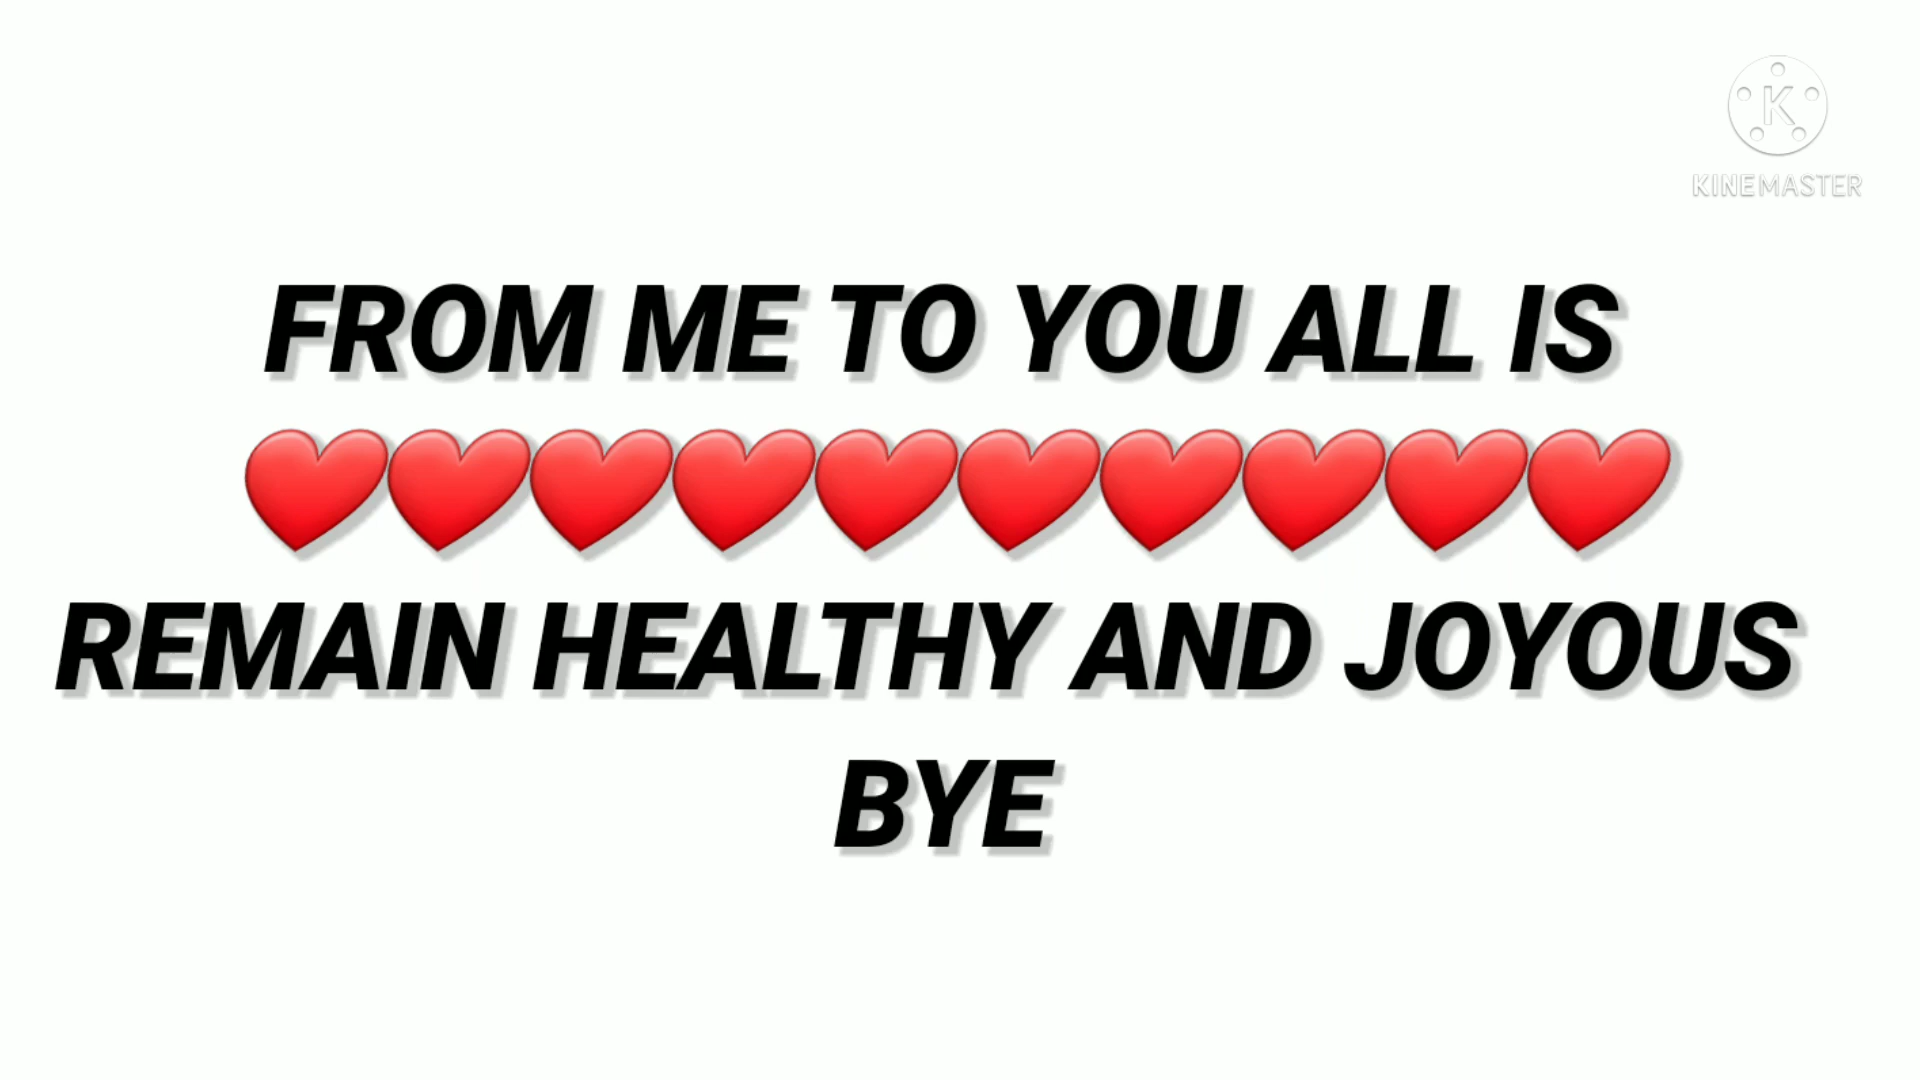 K
KINEMASTER
FROM ME TO YOU ALL IS
❤️❤️❤️❤️❤️❤️❤️❤️❤️❤️
REMAIN HEALTHY AND JOYOUS
BYE